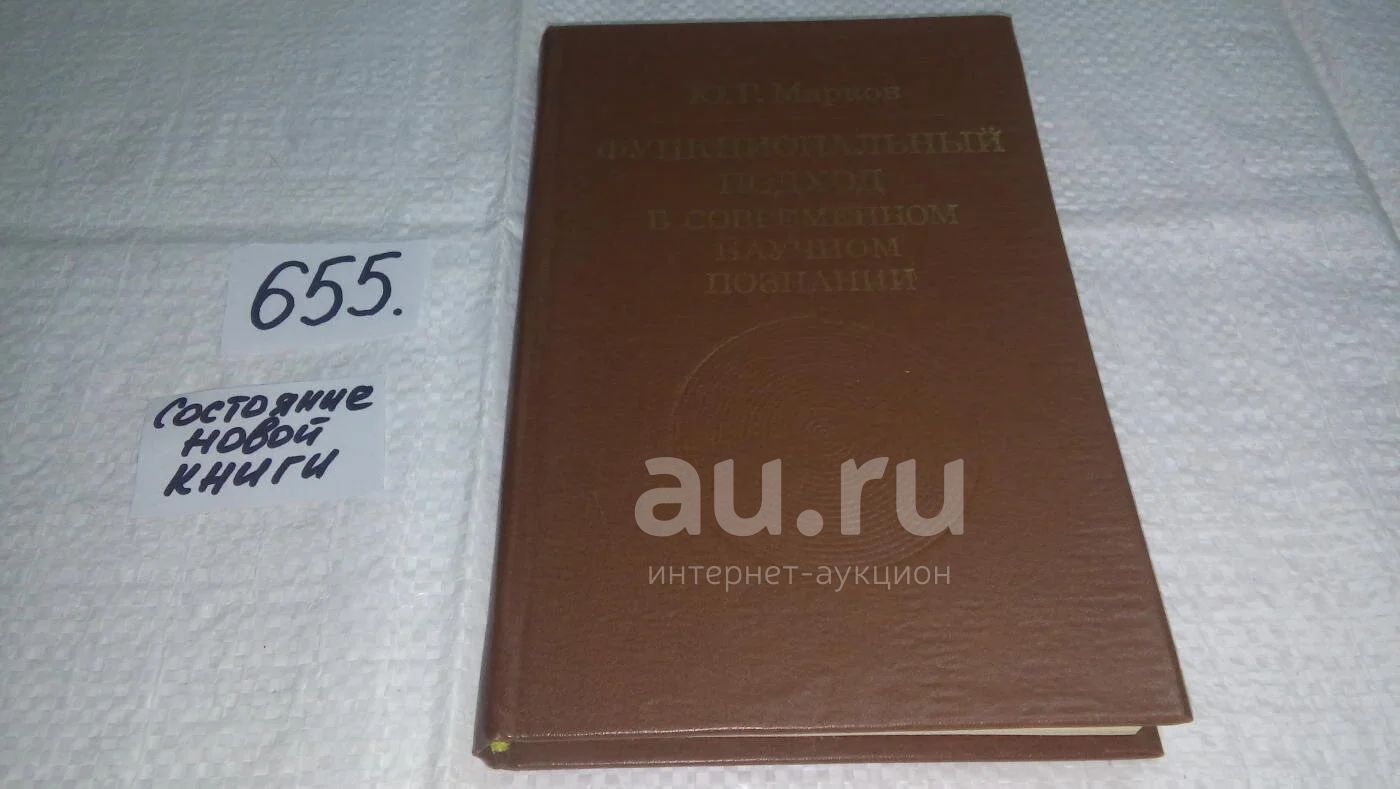 Ю.Г. Марков
ФУНКЦИОНАЛЬНЫЙ
ПОДХОД
В СОВРЕМЕННОМ
НАУЧНОМ
ПОЗНАНИИ
655.
Состояние
новой
книги
au.ru
интернет-аукцион